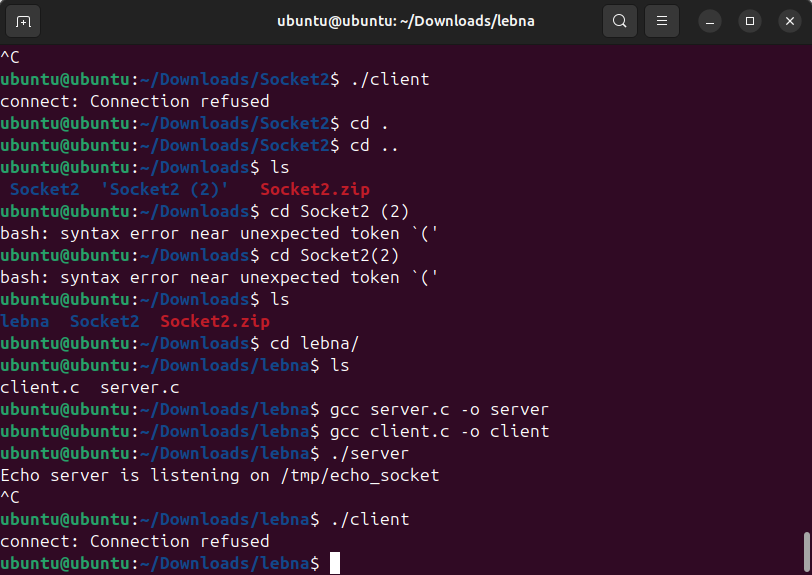 ubuntu@ubuntu: ~/Downloads/lebna
^C
ubuntu@ubuntu:~/Downloads/Socket2$ ./client
connect: Connection refused
ubuntu@ubuntu:~/Downloads/Socket2$ cd .
ubuntu@ubuntu:~/Downloads/Socket2$ cd ..
ubuntu@ubuntu:~/Downloads$ ls
 Socket2  'Socket2 (2)'   Socket2.zip
ubuntu@ubuntu:~/Downloads$ cd Socket2 (2)
bash: syntax error near unexpected token `('
ubuntu@ubuntu:~/Downloads$ cd Socket2(2)
bash: syntax error near unexpected token `('
ubuntu@ubuntu:~/Downloads$ ls
lebna  Socket2  Socket2.zip
ubuntu@ubuntu:~/Downloads$ cd lebna/
ubuntu@ubuntu:~/Downloads/lebna$ ls
client.c  server.c
ubuntu@ubuntu:~/Downloads/lebna$ gcc server.c -o server
ubuntu@ubuntu:~/Downloads/lebna$ gcc client.c -o client
ubuntu@ubuntu:~/Downloads/lebna$ ./server
Echo server is listening on /tmp/echo_socket
^C
ubuntu@ubuntu:~/Downloads/lebna$ ./client
connect: Connection refused
ubuntu@ubuntu:~/Downloads/lebna$